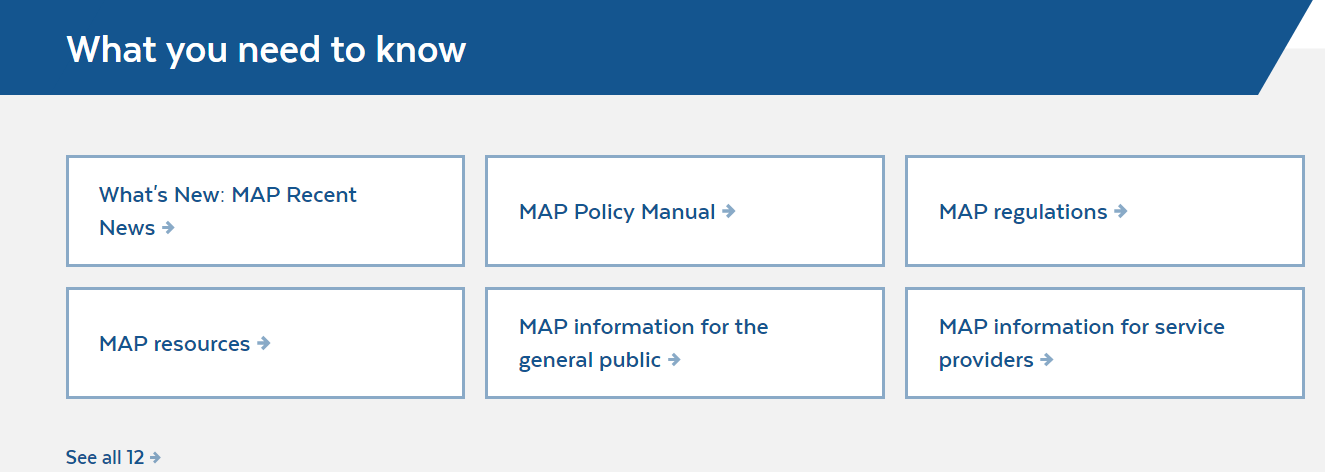 What you need to know
What's New: MAP Recent
News →
MAP Policy Manual →
MAP regulations →
MAP resources →
MAP information for the
general public →
MAP information for service
providers →
See all 12 →